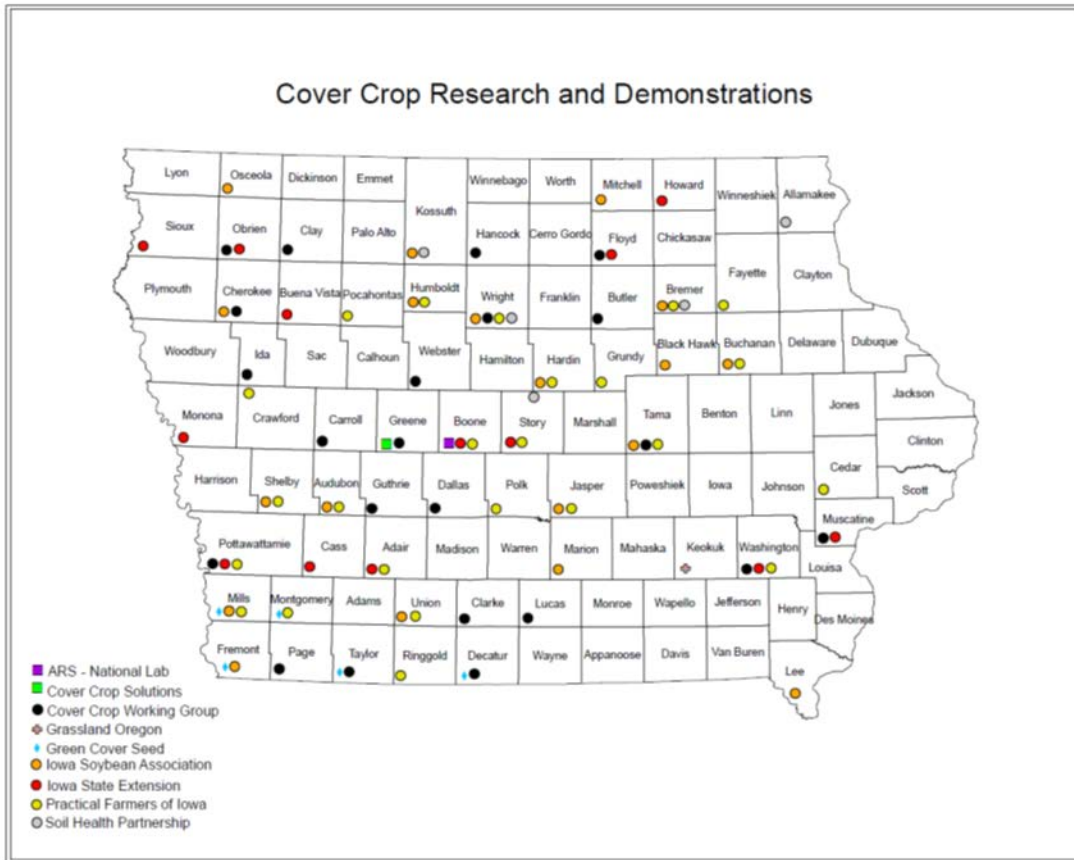 Cover Crop Research and Demonstrations
Lyon Osceola Dickinson Emmet Winnebago Worth Mitchell Howard Winneshiek Allamakee
Kossuth
Sioux Obrien Clay Palo Alto Hancock Cerro Gordo Floyd Chickasaw
Fayette Clayton
Plymouth Cherokee Buena Vista Pocahontas Humboldt Wright Franklin Butler Bremer
Woodbury Ida Sac Calhoun Webster Hamilton Hardin Grundy Black Hawk Buchanan Delaware Dubuque
Jackson
Monona Crawford Carroll Greene Boone Story Marshall Tama Benton Linn Jones
Clinton
Harrison Shelby Audubon Guthrie Dallas Polk Jasper Poweshiek Iowa Johnson Cedar
Scott
Muscatine
Pottawattamie Cass Adair Madison Warren Marion Mahaska Keokuk Washington
Louisa
Mills Montgomery Adams Union Clarke Lucas Monroe Wapello Jefferson Henry
Des Moines
Fremont Page Taylor Ringgold Decatur Wayne Appanoose Davis Van Buren
Lee
ARS - National Lab
Cover Crop Solutions
Cover Crop Working Group
Grassland Oregon
Green Cover Seed
Iowa Soybean Association
Iowa State Extension
Practical Farmers of Iowa
Soil Health Partnership